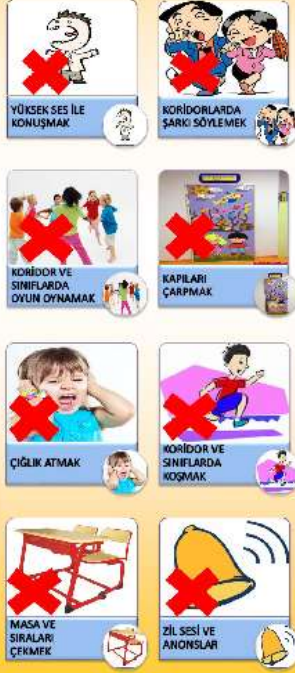 YÜKSEK SES İLE
KONUŞMAK
KORİDORLARDA
ŞARKI SÖYLEMEK
KORİDOR VE
SINIFLARDA
OYUN OYNAMAK
KAPILARI
ÇARPMAK
ÇIĞLIK ATMAK
KORİDOR VE
SINIFLARDA
KOŞMAK
MASA VE
SIRALARI
ÇEKMEK
ZİL SESİ VE
ANONSLAR